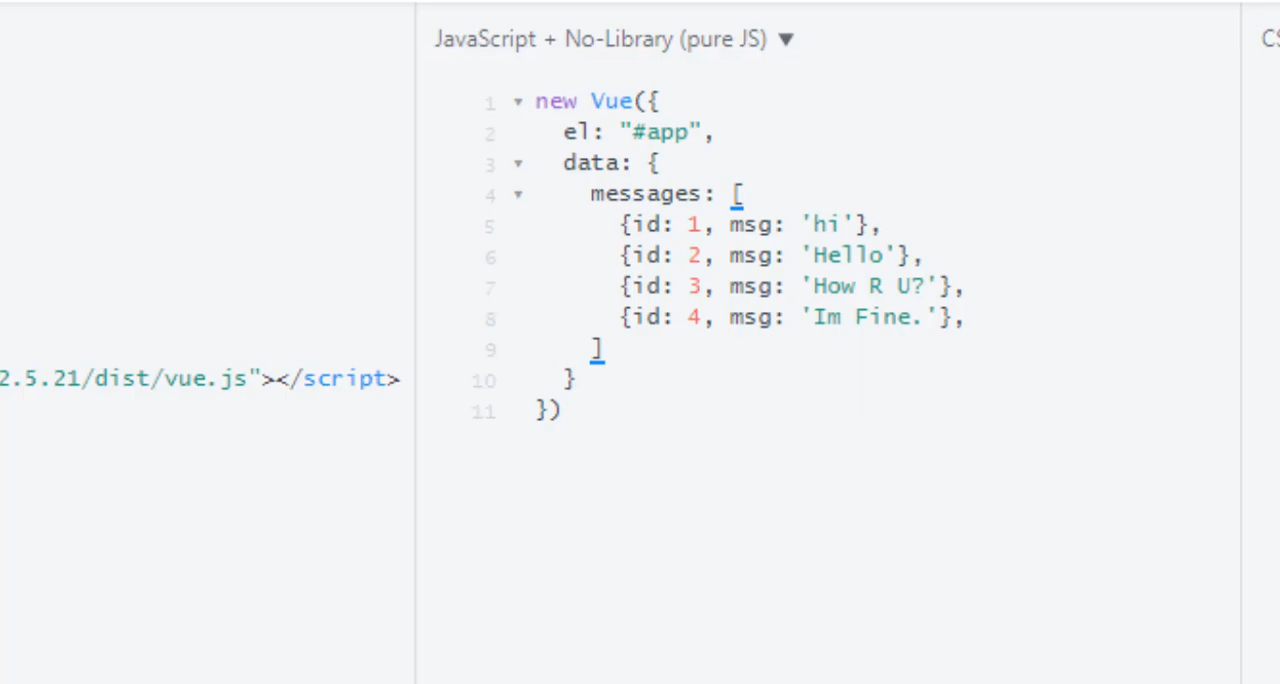 JavaScript + No-Library (pure JS) ▼
CS
1 ▾ new Vue({
2 el: "#app",
3 ▾ data: {
4 ▾ messages: [
5 {id: 1, msg: 'hi'},
6 {id: 2, msg: 'Hello'},
7 {id: 3, msg: 'How R U?'},
8 {id: 4, msg: 'Im Fine.'},
9 ]
2.5.21/dist/vue.js"></script>
10 }
11 })